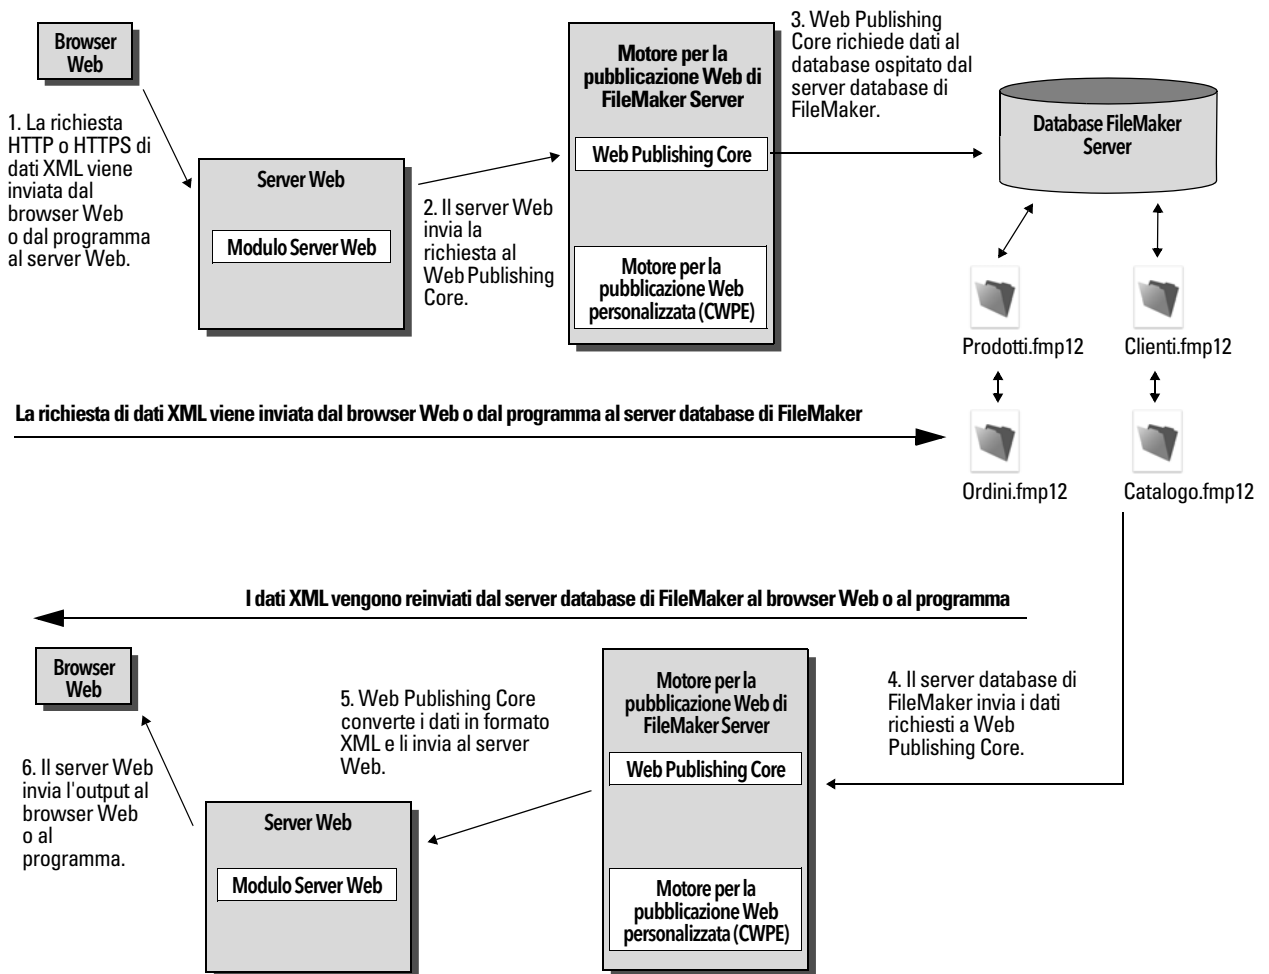 Browser
Web
1. La richiesta
HTTP o HTTPS di
dati XML viene
inviata dal
browser Web
o dal programma
al server Web.
Server Web
Modulo Server Web
2. Il server Web
invia la
richiesta al
Web Publishing
Core.
Motore per la
pubblicazione Web di
FileMaker Server
Web Publishing Core
Motore per la
pubblicazione Web
personalizzata (CWPE)
3. Web Publishing
Core richiede dati al
database ospitato dal
server database di
FileMaker.
Database FileMaker
Server
Prodotti.fmp12
Clienti.fmp12
Ordini.fmp12
Catalogo.fmp12
La richiesta di dati XML viene inviata dal browser Web o dal programma al server database di FileMaker
I dati XML vengono reinviati dal server database di FileMaker al browser Web o al programma
4. Il server database di
FileMaker invia i dati
richiesti a Web
Publishing Core.
Motore per la
pubblicazione Web di
FileMaker Server
Web Publishing Core
Motore per la
pubblicazione Web
personalizzata (CWPE)
5. Web Publishing Core
converte i dati in formato
XML e li invia al server
Web.
Server Web
Modulo Server Web
Browser
Web
6. Il server Web
invia l'output al
browser Web
o al
programma.